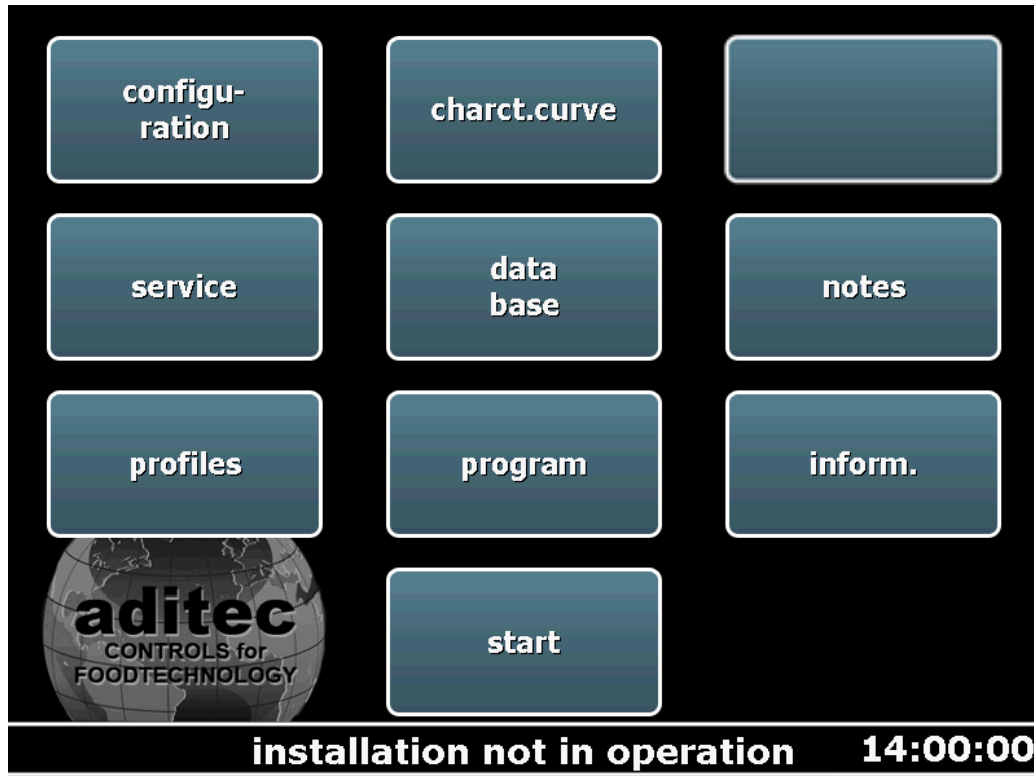 configu-
ration
charct.curve
service
data
base
notes
profiles
program
inform.
aditec
CONTROLS for
FOODTECHNOLOGY
start
installation not in operation 14:00:00